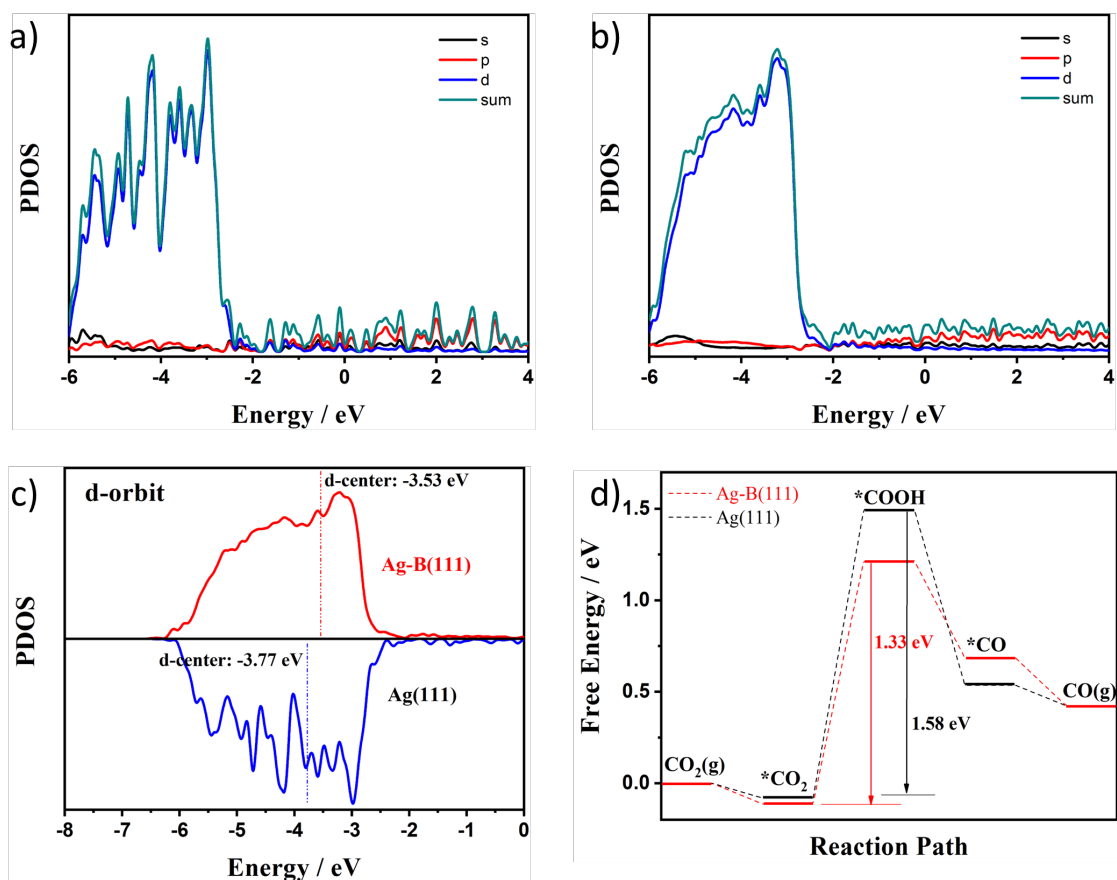 a)
s
p
d
sum
PDOS
-6
-4
-2
0
2
4
Energy / eV
b)
s
p
d
sum
PDOS
-6
-4
-2
0
2
4
Energy / eV
c)
d-orbit
d-center: -3.53 eV
Ag-B(111)
d-center: -3.77 eV
Ag(111)
PDOS
-8
-7
-6
-5
-4
-3
-2
-1
0
Energy / eV
d)
Ag-B(111)
Ag(111)
*COOH
1.5
1.0
0.5
0.0
Free Energy / eV
1.33 eV
1.58 eV
*CO
CO(g)
CO₂(g)
*CO₂
Reaction Path